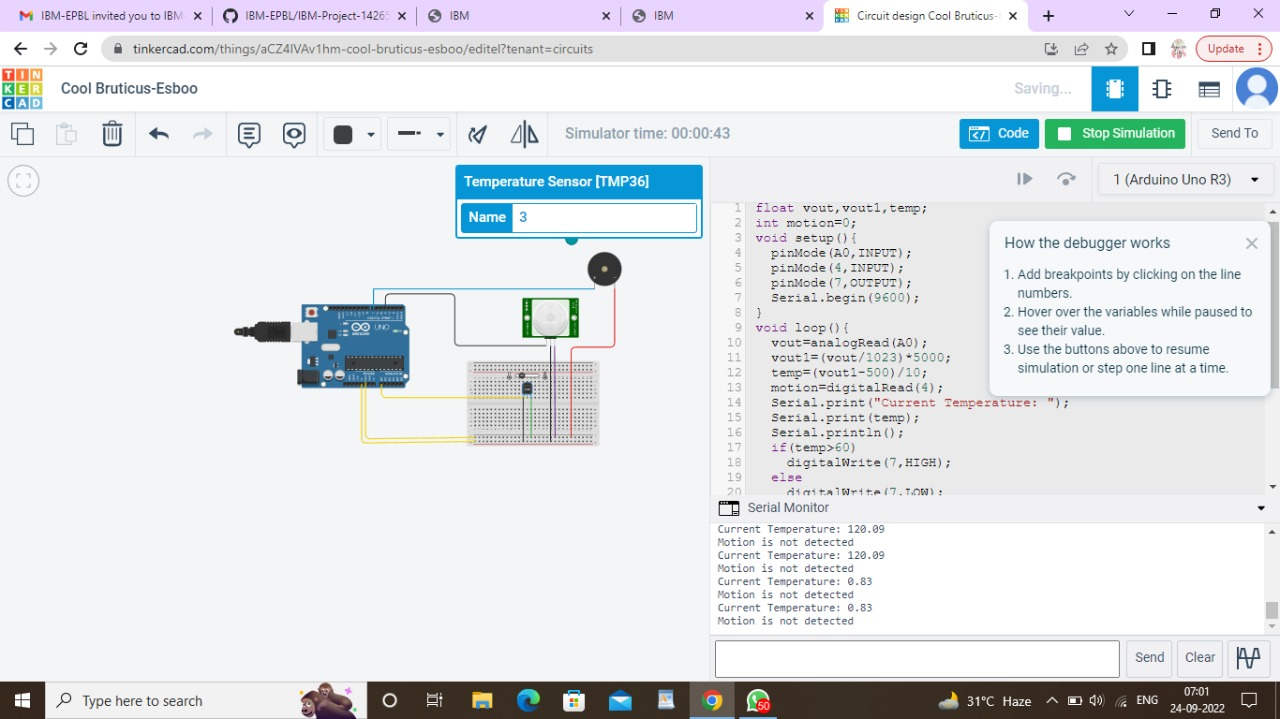 IBM-EPBL invited you to IBM-
IBM-EPBL/IBM-Project-1426
IBM
IBM
Circuit design Cool Bruticus-
tinkercad.com/things/aCZ4IVAv1hm-cool-bruticus-esboo/editel?tenant=circuits
Update
TIN
KER
CAD
Cool Bruticus-Esboo
Saving...
Simulator time: 00:00:43
Code
Stop Simulation
Send To
Temperature Sensor [TMP36]
Name 3
1 (Arduino Uno R3)
1 float vout,vout1,temp;
2 int motion=0;
3 void setup(){
4 pinMode(A0,INPUT);
5 pinMode(4,INPUT);
6 pinMode(7,OUTPUT);
7 Serial.begin(9600);
8 }
9 void loop(){
10 vout=analogRead(A0);
11 vout1=(vout/1023)*5000;
12 temp=(vout1-500)/10;
13 motion=digitalRead(4);
14 Serial.print("Current Temperature: ");
15 Serial.print(temp);
16 Serial.println();
17 if(temp>60)
18 digitalWrite(7,HIGH);
19 else
20 digitalWrite(7,LOW);
How the debugger works
1. Add breakpoints by clicking on the line
numbers.
2. Hover over the variables while paused to
see their value.
3. Use the buttons above to resume
simulation or step one line at a time.
Serial Monitor
Current Temperature: 120.09
Motion is not detected
Current Temperature: 120.09
Motion is not detected
Current Temperature: 0.83
Motion is not detected
Current Temperature: 0.83
Motion is not detected
Send
Clear
Type here to search
50
31°C Haze
ENG
07:01
24-09-2022